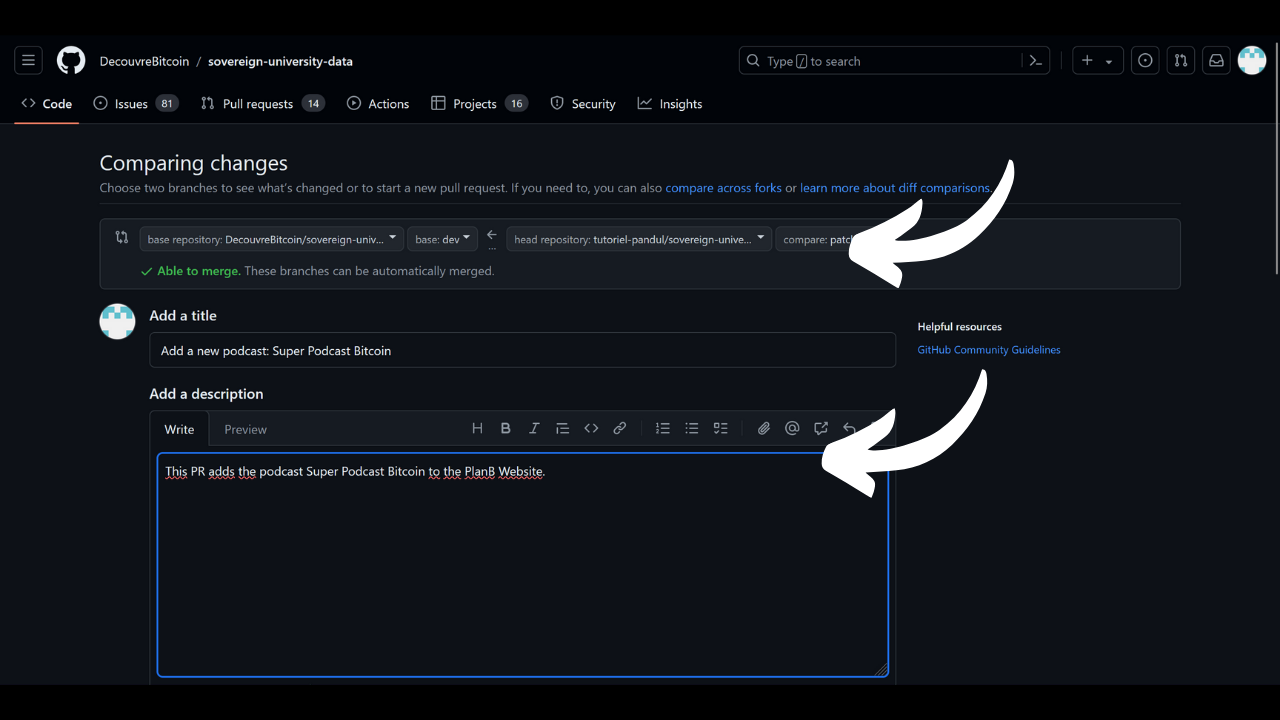 DecouvreBitcoin / sovereign-university-data
Type / to search
Code Issues 81 Pull requests 14 Actions Projects 16 Security Insights
Comparing changes
Choose two branches to see what's changed or to start a new pull request. If you need to, you can also compare across forks or learn more about diff comparisons.
base repository: DecouvreBitcoin/sovereign-univ... base: dev ← ... head repository: tutoriel-pandul/sovereign-unive... compare:
Able to merge. These branches can be automatically merged.
Add a title
Helpful resources
Add a new podcast: Super Podcast Bitcoin
GitHub Community Guidelines
Add a description
Write Preview
This PR adds the podcast Super Podcast Bitcoin to the PlanB Website.